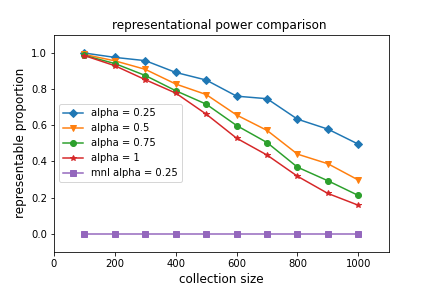 representational power comparison
representable proportion
1.0
0.8
0.6
0.4
0.2
0.0
alpha = 0.25
alpha = 0.5
alpha = 0.75
alpha = 1
mnl alpha = 0.25
0 200 400 600 800 1000
collection size